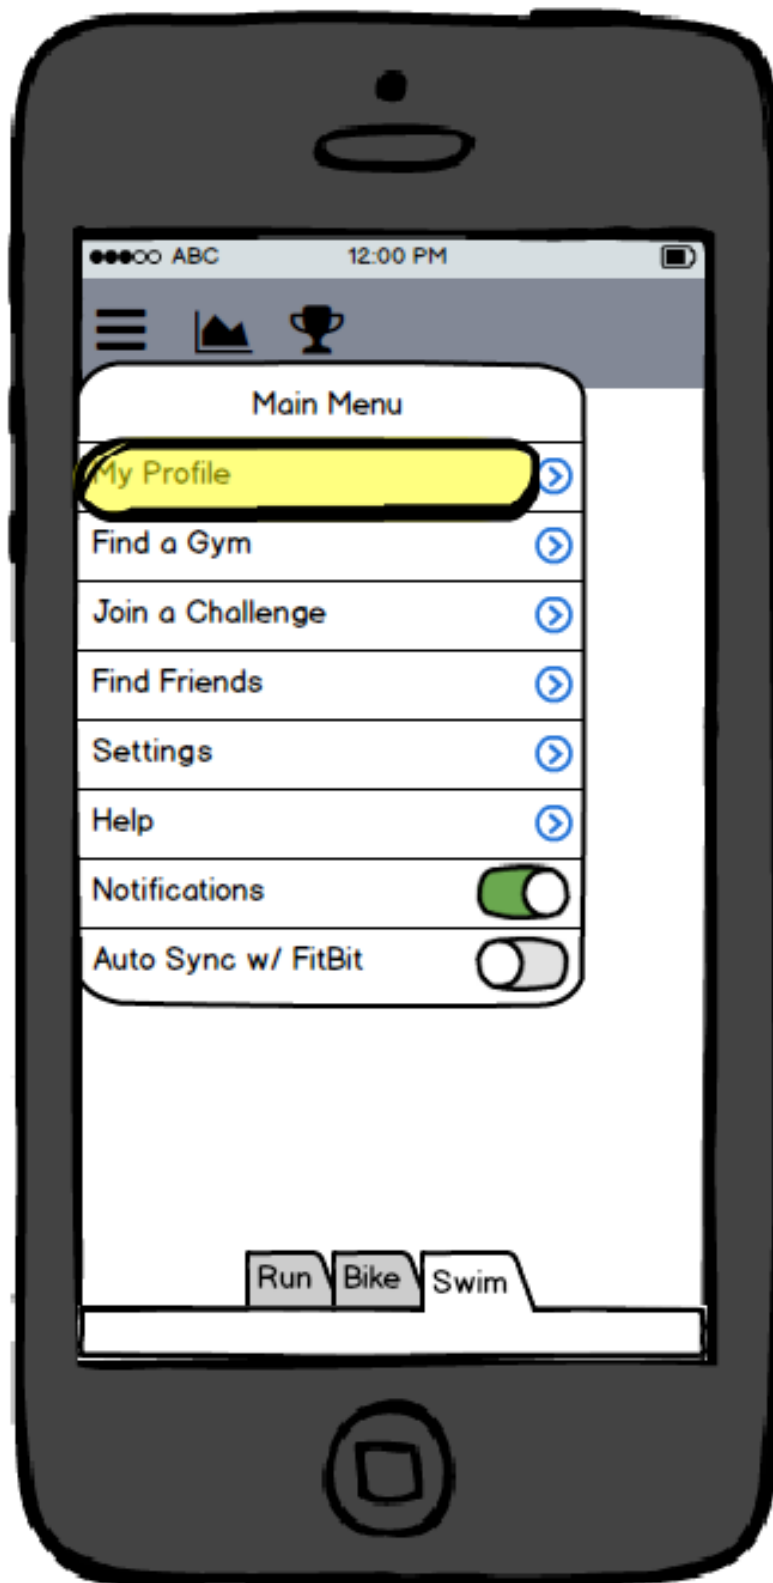 ABC 12:00 PM
Main Menu
My Profile
Find a Gym
Join a Challenge
Find Friends
Settings
Help
Notifications
Auto Sync w/ FitBit
Run Bike Swim